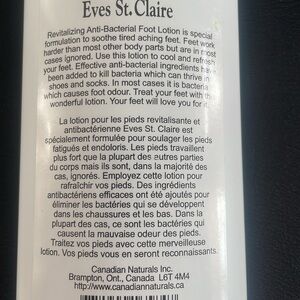 Eves St. Claire
Revitalizing Anti-Bacterial Foot Lotion is special
formulation to soothe tired aching feet. Feet work
harder than most other body parts but are in most
cases ignored. Use this lotion to cool and refresh
your feet. Effective anti-bacterial ingredients have
been added to kill bacteria which can thrive in
shoes and socks. In most cases it is bacteria
which causes foot odour. Treat your feet with this
wonderful lotion. Your feet will love you for it.
La lotion pour les pieds revitalisante et
antibactérienne Eves St. Claire est
spécialement formulée pour soulager les pieds
fatigués et endoloris. Les pieds travaillent
plus fort que la plupart des autres parties
du corps mais ils sont, dans la majorité des
cas, ignorés. Employez cette lotion pour
rafraîchir vos pieds. Des ingrédients
antibactériens efficaces ont été ajoutés pour
éliminer les bactéries qui se développent
dans les chaussures et les bas. Dans la
plupart des cas, ce sont les bactéries qui
causent la mauvaise odeur des pieds.
Traitez vos pieds avec cette merveilleuse
lotion. Vos pieds vous en seront reconnaissants.
Canadian Naturals Inc.
Brampton, Ont., Canada L6T 4M4
http://www.canadiannaturals.ca